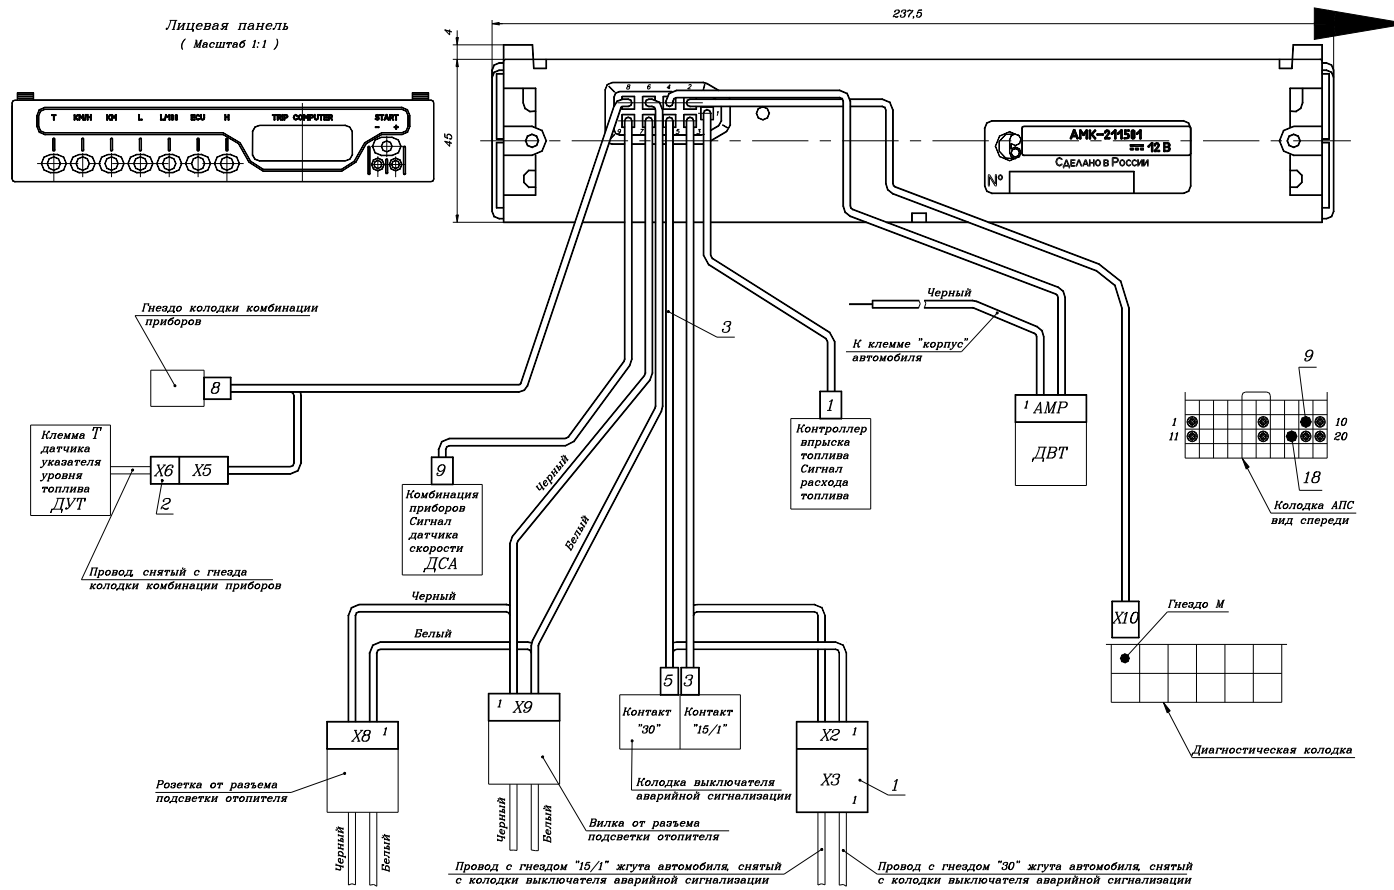 Лицевая панель
( Масштаб 1:1 )
T KM/H KM L L/100 ECU H TRIP COMPUTER START
- +
237,5
4
45
8 6 4 2
9 7 5 3 1
АМК-211501
12 В
Сделано в России
N°
Гнездо колодки комбинации
приборов
8
Клемма Т
датчика
указателя
уровня
топлива
ДУТ
X6 X5
2
Провод, снятый с гнезда
колодки комбинации приборов
9
Комбинация
приборов
Сигнал
датчика
скорости
ДСА
Черный
Белый
3
1
Контроллер
впрыска
топлива
Сигнал
расхода
топлива
Черный
К клемме "корпус"
автомобиля
1 АМР
ДВТ
9
1 10
11 20
18
Колодка АПС
вид спереди
Гнездо М
X10
Диагностическая колодка
Черный
Белый
X8 1
Розетка от разъема
подсветки отопителя
Черный
Белый
1 X9
Черный
Белый
Вилка от разъема
подсветки отопителя
5 3
Контакт
"30"
Контакт
"15/1"
Колодка выключателя
аварийной сигнализации
X2 1
X3
1
1
Провод с гнездом "15/1" жгута автомобиля, снятый
с колодки выключателя аварийной сигнализации
Провод с гнездом "30" жгута автомобиля, снятый
с колодки выключателя аварийной сигнализации